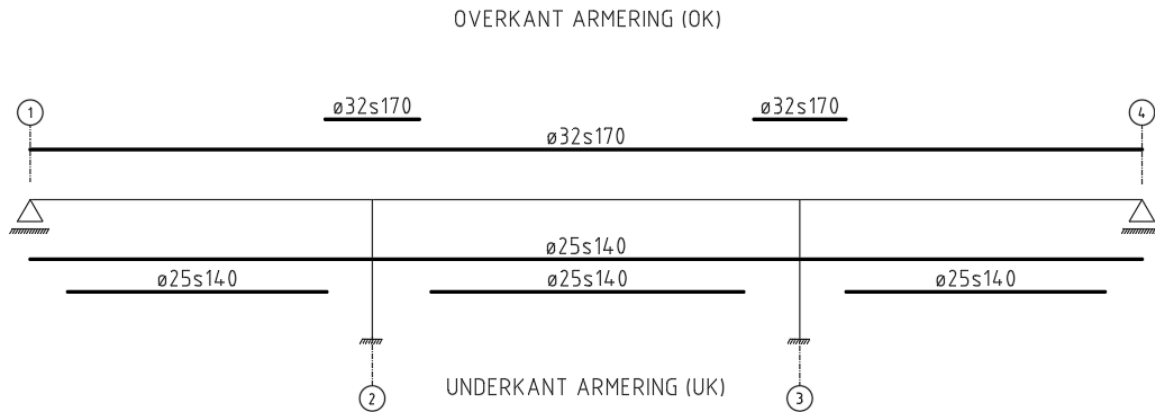 OVERKANT ARMERING (OK)
1
ø32s170
ø32s170
4
ø32s170
ø25s140
ø25s140
ø25s140
ø25s140
2
UNDERKANT ARMERING (UK)
3